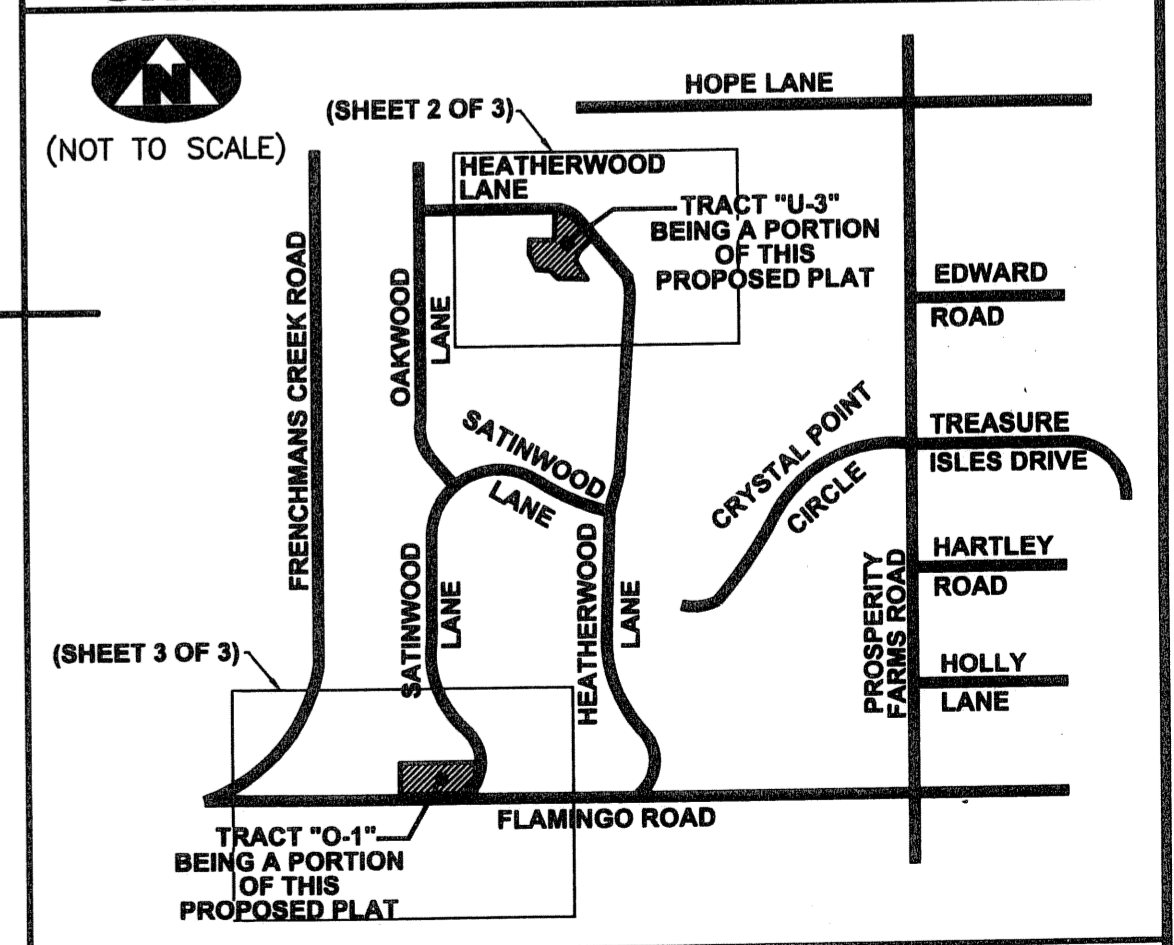 N
(NOT TO SCALE)
HOPE LANE
(SHEET 2 OF 3)
HEATHERWOOD
LANE
TRACT "U-3"
BEING A PORTION
OF THIS
PROPOSED PLAT
FRENCHMANS CREEK ROAD
OAKWOOD
LANE
EDWARD
ROAD
SATINWOOD
LANE
CRYSTAL POINT
CIRCLE
TREASURE
ISLES DRIVE
SATINWOOD
LANE
HEATHERWOOD
LANE
PROSPERITY
FARMS ROAD
HARTLEY
ROAD
HOLLY
LANE
(SHEET 3 OF 3)
FLAMINGO ROAD
TRACT "O-1"
BEING A PORTION
OF THIS
PROPOSED PLAT